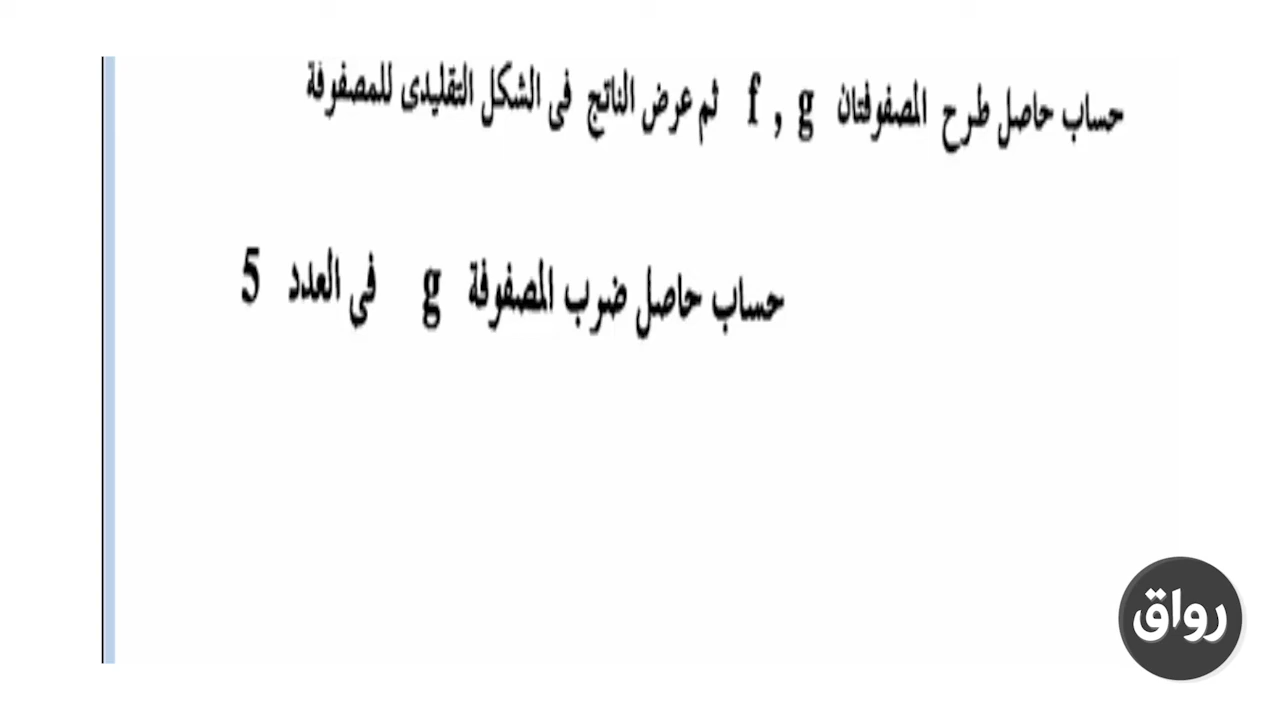 حساب حاصل طرح المصفوفتان f , g ثم عرض الناتج فى الشكل التقليدى للمصفوفة
حساب حاصل ضرب المصفوفة g فى العدد 5
رواق